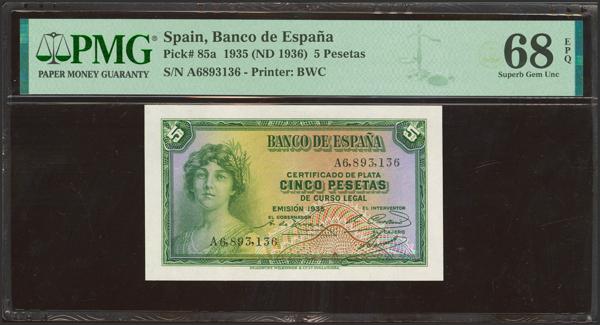 PMG
PAPER MONEY GUARANTY
Spain, Banco de España
Pick# 85a 1935 (ND 1936) 5 Pesetas
S/N A6893136 - Printer: BWC
68 EPQ
Superb Gem Unc
5
5
BANCO DE ESPAÑA
A6,893,136
CERTIFICADO DE PLATA
CINCO PESETAS
DE CURSO LEGAL
EMISIÓN 1935
EL INTERVENTOR
EL GOBERNADOR
EL CAJERO
A6,893,136